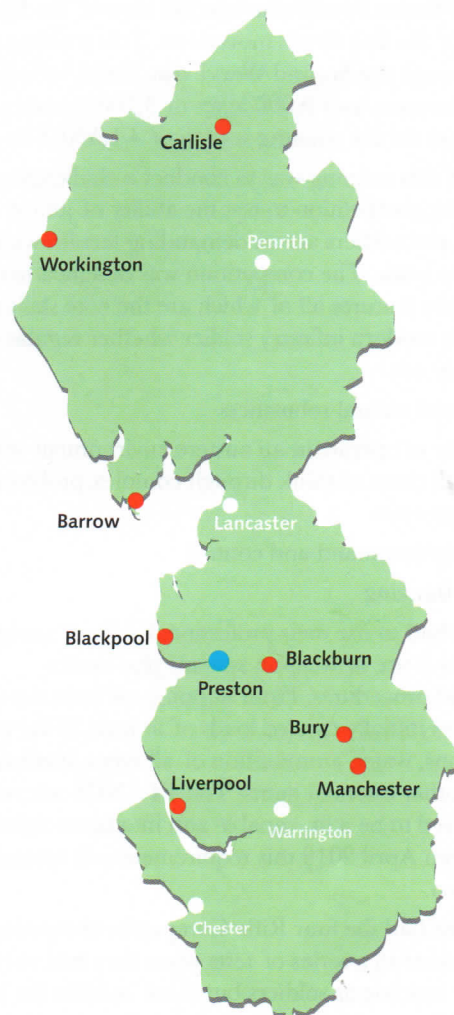 Carlisle
Workington
Penrith
Barrow
Lancaster
Blackpool
Blackburn
Preston
Bury
Manchester
Liverpool
Warrington
Chester